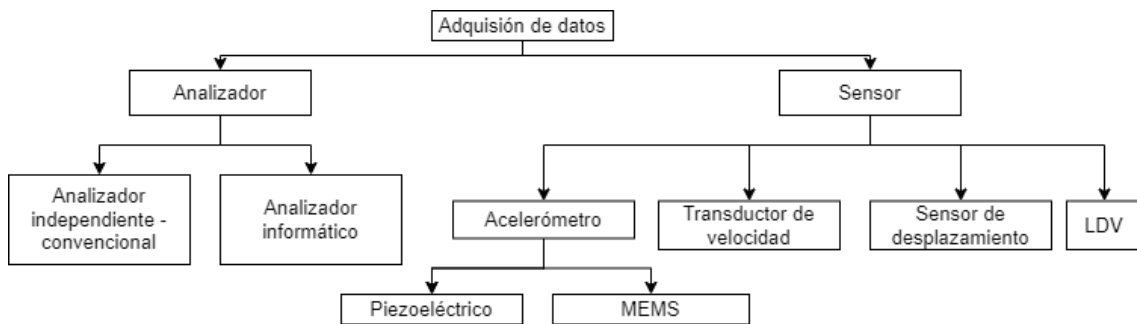 Adquisión de datos
Analizador
Sensor
Analizador
independiente -
convencional
Analizador
informático
Acelerómetro
Transductor de
velocidad
Sensor de
desplazamiento
LDV
Piezoeléctrico
MEMS